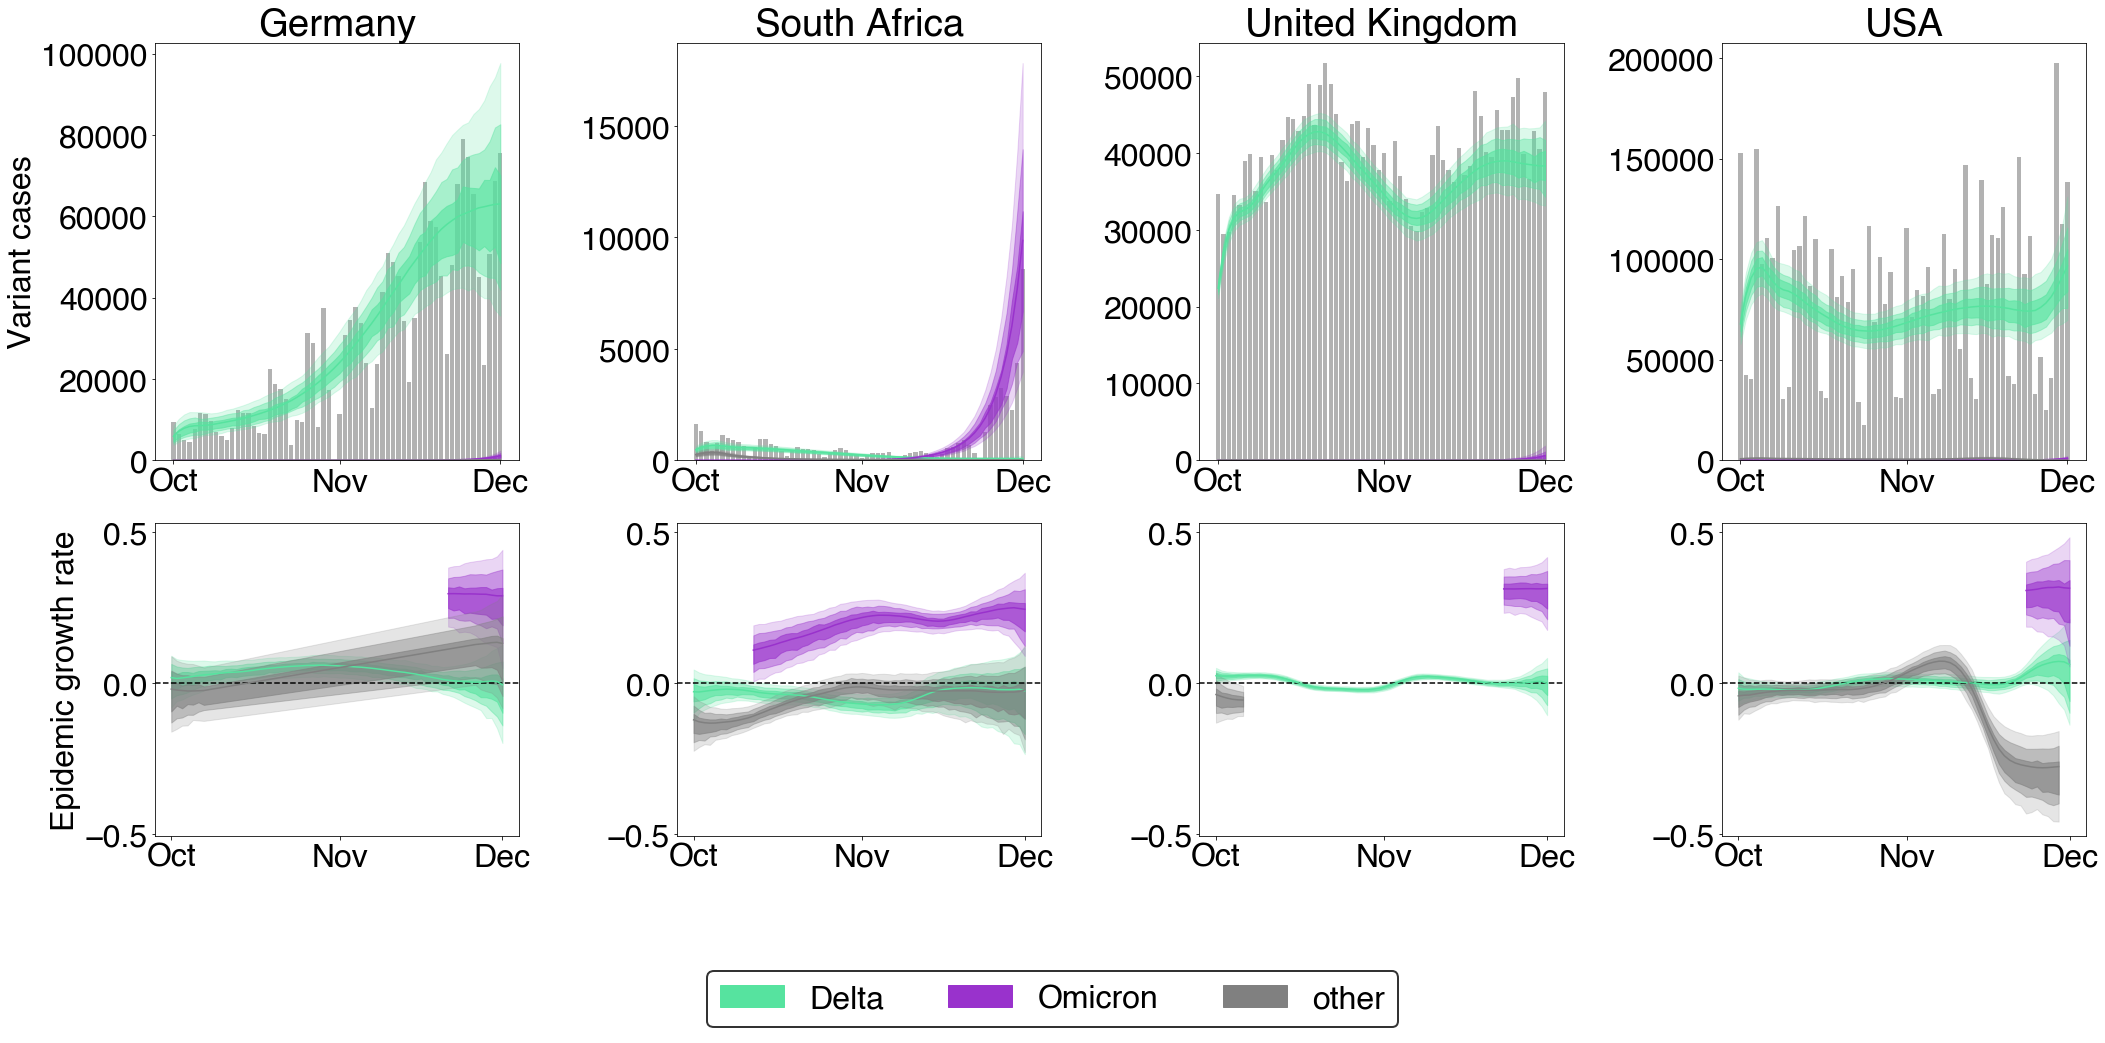 Germany South Africa United Kingdom USA
Variant cases
100000
80000
60000
40000
20000
0
Oct Nov Dec
15000
10000
5000
0
Oct Nov Dec
50000
40000
30000
20000
10000
0
Oct Nov Dec
200000
150000
100000
50000
0
Oct Nov Dec
Epidemic growth rate
0.5
0.0
−0.5
Oct Nov Dec
0.5
0.0
−0.5
Oct Nov Dec
0.5
0.0
−0.5
Oct Nov Dec
0.5
0.0
−0.5
Oct Nov Dec
Delta Omicron other